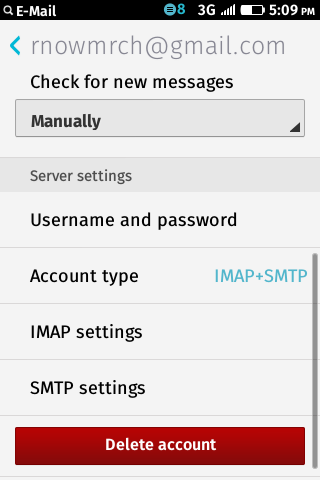 E-Mail 8 3G 5:09 PM
rnowmrch@gmail.com
Check for new messages
Manually
Server settings
Username and password
Account type IMAP+SMTP
IMAP settings
SMTP settings
Delete account